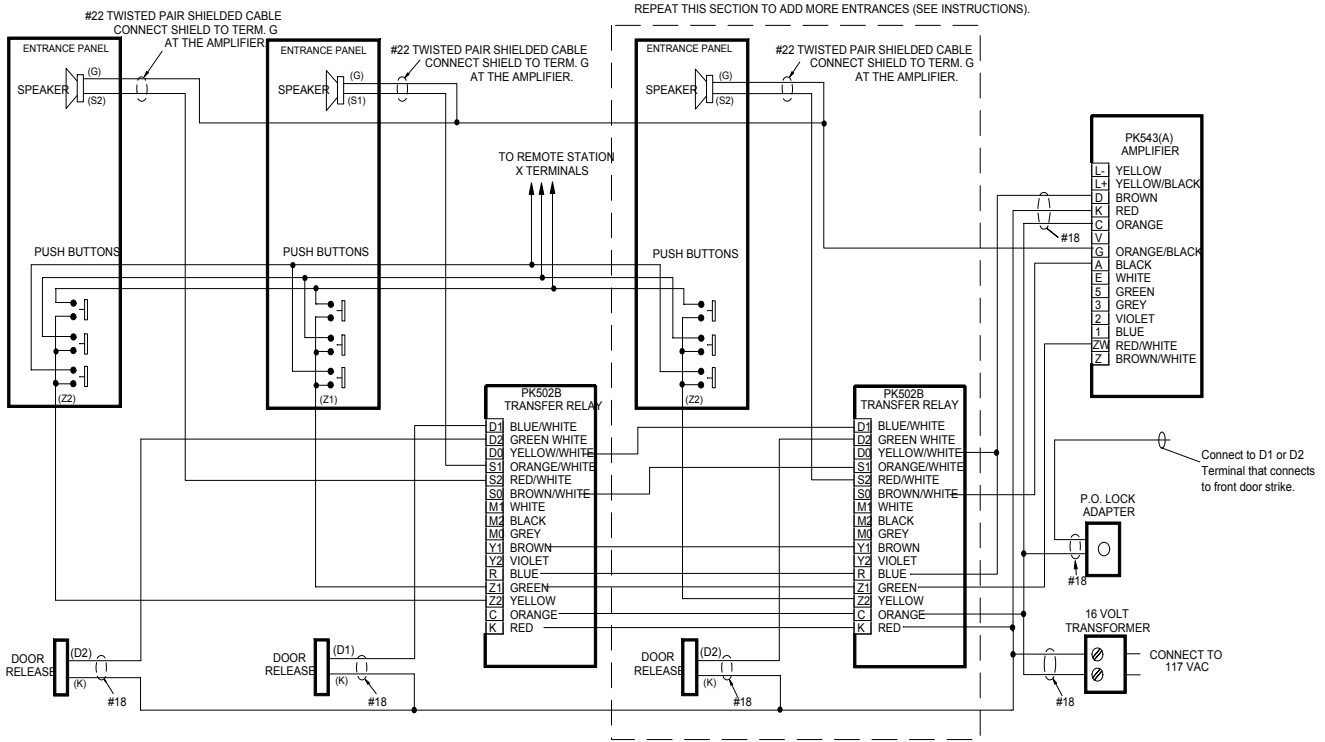 REPEAT THIS SECTION TO ADD MORE ENTRANCES (SEE INSTRUCTIONS).
#22 TWISTED PAIR SHIELDED CABLE
CONNECT SHIELD TO TERM. G
AT THE AMPLIFIER.
ENTRANCE PANEL
SPEAKER
(G)
(S2)
PUSH BUTTONS
(Z2)
ENTRANCE PANEL
#22 TWISTED PAIR SHIELDED CABLE
CONNECT SHIELD TO TERM. G
AT THE AMPLIFIER.
SPEAKER
(G)
(S1)
PUSH BUTTONS
(Z1)
TO REMOTE STATION
X TERMINALS
ENTRANCE PANEL
#22 TWISTED PAIR SHIELDED CABLE
CONNECT SHIELD TO TERM. G
AT THE AMPLIFIER.
SPEAKER
(G)
(S2)
PUSH BUTTONS
(Z2)
PK543(A)
AMPLIFIER
L- YELLOW
L+ YELLOW/BLACK
D BROWN
K RED
C ORANGE
V
G ORANGE/BLACK
A BLACK
E WHITE
5 GREEN
3 GREY
2 VIOLET
1 BLUE
ZW RED/WHITE
Z BROWN/WHITE
#18
PK502B
TRANSFER RELAY
D1 BLUE/WHITE
D2 GREEN WHITE
D0 YELLOW/WHITE
S1 ORANGE/WHITE
S2 RED/WHITE
S0 BROWN/WHITE
M1 WHITE
M2 BLACK
M0 GREY
Y1 BROWN
Y2 VIOLET
R BLUE
Z1 GREEN
Z2 YELLOW
C ORANGE
K RED
PK502B
TRANSFER RELAY
D1 BLUE/WHITE
D2 GREEN WHITE
D0 YELLOW/WHITE
S1 ORANGE/WHITE
S2 RED/WHITE
S0 BROWN/WHITE
M1 WHITE
M2 BLACK
M0 GREY
Y1 BROWN
Y2 VIOLET
R BLUE
Z1 GREEN
Z2 YELLOW
C ORANGE
K RED
Connect to D1 or D2
Terminal that connects
to front door strike.
P.O. LOCK
ADAPTER
#18
16 VOLT
TRANSFORMER
CONNECT TO
117 VAC
#18
DOOR
RELEASE
(D2)
(K)
#18
DOOR
RELEASE
(D1)
(K)
#18
DOOR
RELEASE
(D2)
(K)
#18